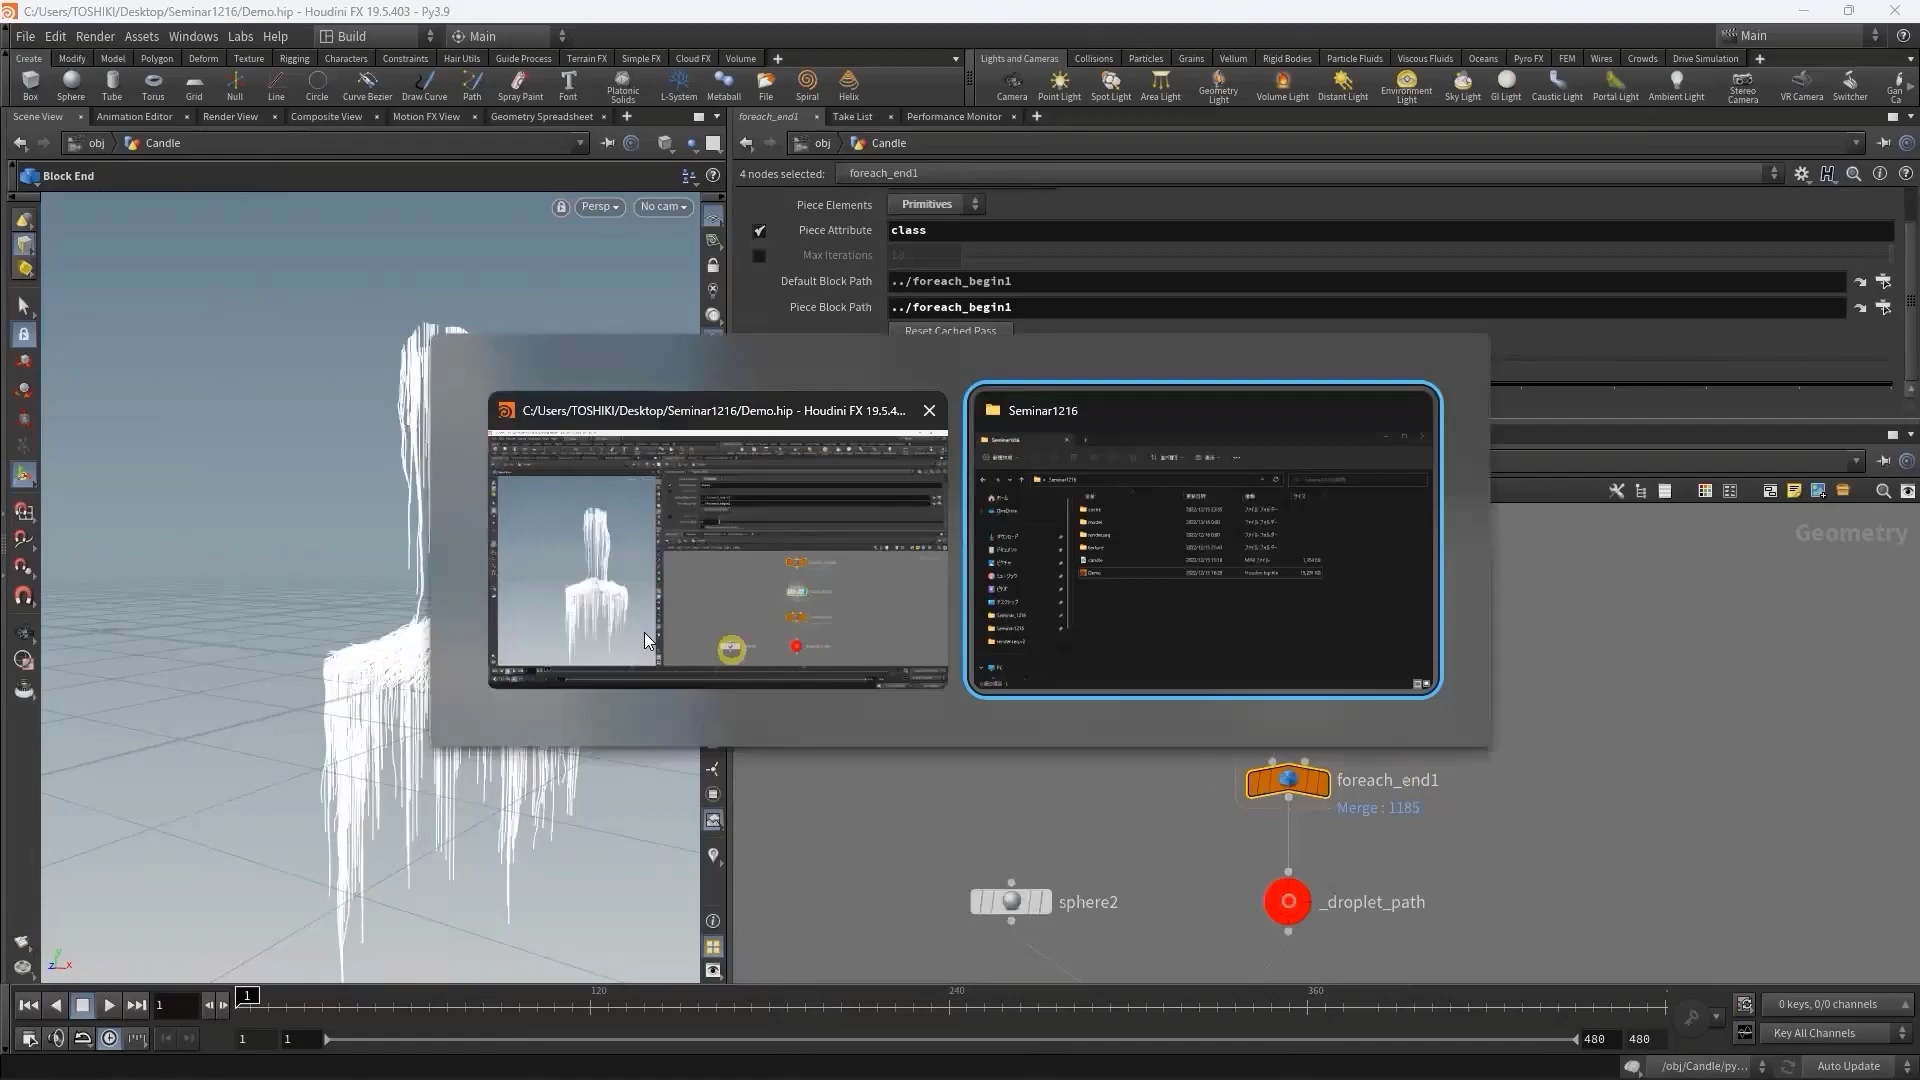 C:/Users/TOSHIKI/Desktop/Seminar1216/Demo.hip - Houdini FX 19.5.403 - Py3.9
File Edit Render Assets Windows Labs Help Build Main Main
Create Modify Model Polygon Deform Texture Rigging Characters Constraints Hair Utils Guide Process Terrain FX Simple FX Cloud FX Volume
Lights and Cameras Collisions Particles Grains Vellum Rigid Bodies Particle Fluids Viscous Fluids Oceans Pyro FX FEM Wires Crowds Drive Simulation
Box Sphere Tube Torus Grid Null Line Circle Curve Bezier Draw Curve Path Spray Paint Font Platonic Solids L-System Metaball File Spiral Helix
Camera Point Light Spot Light Area Light Geometry Light Volume Light Distant Light Environment Light Sky Light GI Light Caustic Light Portal Light Ambient Light Stereo Camera VR Camera Switcher Gan Ca
Scene View Animation Editor Render View Composite View Motion FX View Geometry Spreadsheet
foreach_end1 Take List Performance Monitor
obj Candle
obj Candle
Block End
4 nodes selected: foreach_end1
Persp No cam
Piece Elements Primitives
Piece Attribute class
Max Iterations 10
Default Block Path ../foreach_begin1
Piece Block Path ../foreach_begin1
Reset Cached Pass
C:/Users/TOSHIKI/Desktop/Seminar1216/Demo.hip - Houdini FX 19.5.4...
Seminar1216
Geometry
foreach_end1
Merge : 1185
sphere2
_droplet_path
z y x
1 1 120 240 360
0 keys, 0/0 channels
1 1 480 480
Key All Channels
/obj/Candle/py...
Auto Update